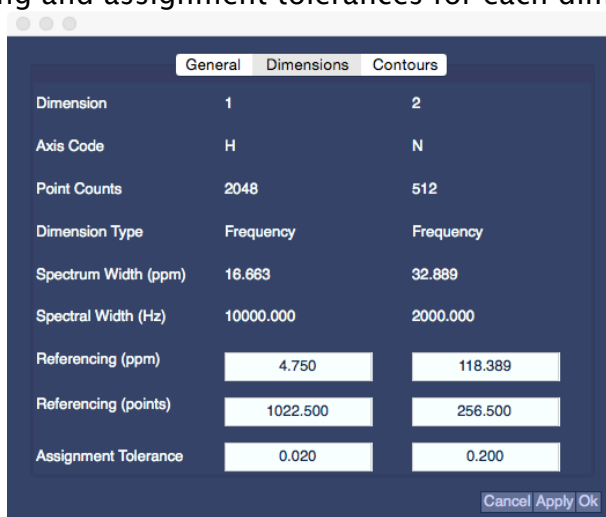 ng and assignment tolerances for each dim
General Dimensions Contours
Dimension 1 2
Axis Code H N
Point Counts 2048 512
Dimension Type Frequency Frequency
Spectrum Width (ppm) 16.663 32.889
Spectral Width (Hz) 10000.000 2000.000
Referencing (ppm) 4.750 118.389
Referencing (points) 1022.500 256.500
Assignment Tolerance 0.020 0.200
Cancel Apply Ok